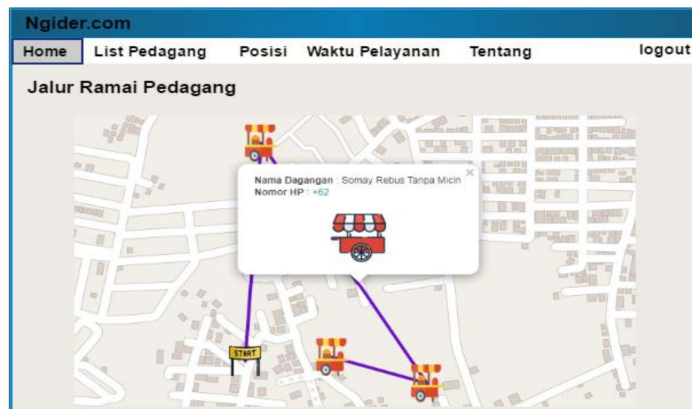 Ngider.com
Home List Pedagang Posisi Waktu Pelayanan Tentang logout
Jalur Ramai Pedagang
Nama Dagangan : Somay Rebus Tanpa Micin ×
Nomor HP : +62
START